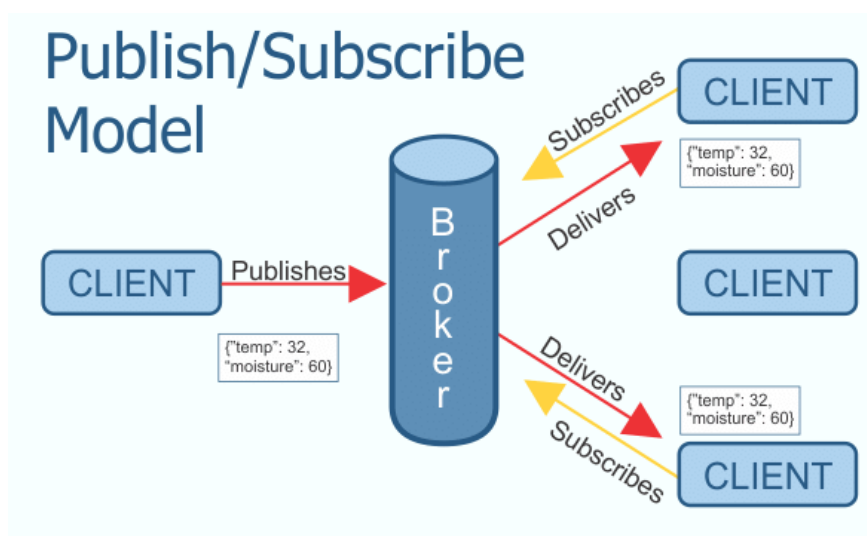 Publish/Subscribe
Model
CLIENT
Publishes
{"temp": 32,
“moisture”: 60}
Broker
Subscribes
Delivers
CLIENT
{"temp": 32,
“moisture”: 60}
CLIENT
Delivers
Subscribes
{"temp": 32,
“moisture”: 60}
CLIENT